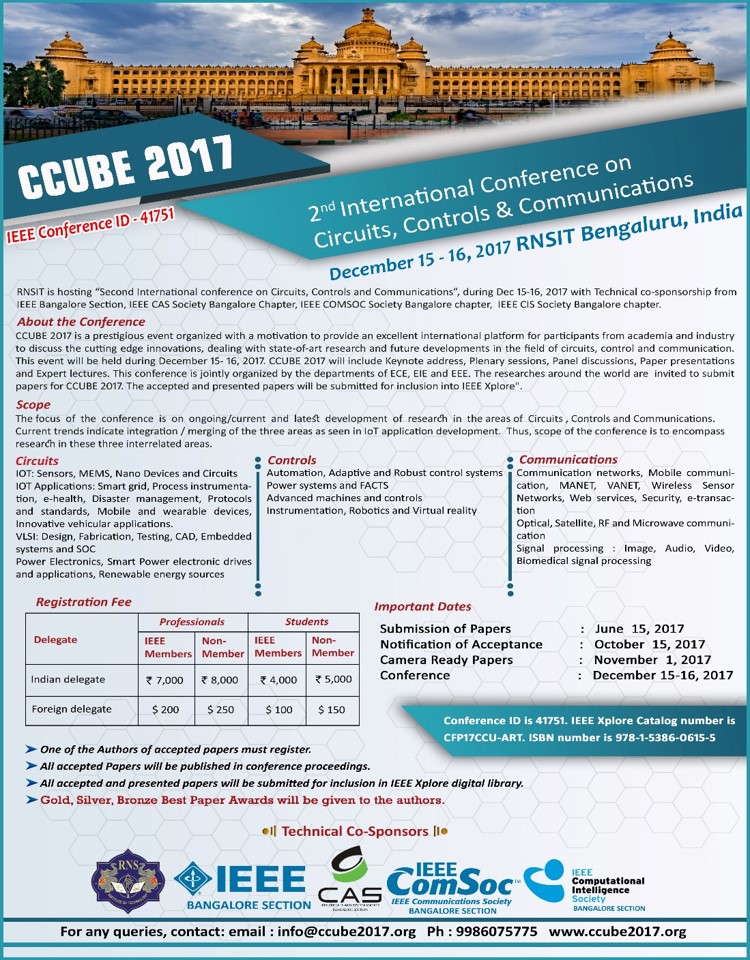 CCUBE 2017
IEEE Conference ID - 41751
2nd International Conference on
Circuits, Controls & Communications
December 15 - 16, 2017 RNSIT Bengaluru, India
RNSIT is hosting "Second International conference on Circuits, Controls and Communications", during Dec 15-16, 2017 with Technical co-sponsorship from
IEEE Bangalore Section, IEEE CAS Society Bangalore Chapter, IEEE COMSOC Society Bangalore chapter, IEEE CIS Society Bangalore chapter.
About the Conference
CCUBE 2017 is a prestigious event organized with a motivation to provide an excellent international platform for participants from academia and industry
to discuss the cutting edge innovations, dealing with state-of-art research and future developments in the field of circuits, control and communication.
This event will be held during December 15- 16, 2017. CCUBE 2017 will include Keynote address, Plenary sessions, Panel discussions, Paper presentations
and Expert lectures. This conference is jointly organized by the departments of ECE, EIE and EEE. The researches around the world are invited to submit
papers for CCUBE 2017. The accepted and presented papers will be submitted for inclusion into IEEE Xplore".
Scope
The focus of the conference is on ongoing/current and latest development of research in the areas of Circuits , Controls and Communications.
Current trends indicate integration / merging of the three areas as seen in IoT application development. Thus, scope of the conference is to encompass
research in these three interrelated areas.
Circuits
IOT: Sensors, MEMS, Nano Devices and Circuits
IOT Applications: Smart grid, Process instrumenta-
tion, e-health, Disaster management, Protocols
and standards, Mobile and wearable devices,
Innovative vehicular applications.
VLSI: Design, Fabrication, Testing, CAD, Embedded
systems and SOC
Power Electronics, Smart Power electronic drives
and applications, Renewable energy sources
Controls
Automation, Adaptive and Robust control systems
Power systems and FACTS
Advanced machines and controls
Instrumentation, Robotics and Virtual reality
Communications
Communication networks, Mobile communi-
cation, MANET, VANET, Wireless Sensor
Networks, Web services, Security, e-transac-
tion
Optical, Satellite, RF and Microwave communi-
cation
Signal processing : Image, Audio, Video,
Biomedical signal processing
Registration Fee
Delegate Professionals Students
IEEE Members Non-Member IEEE Members Non-Member
Indian delegate ₹ 7,000 ₹ 8,000 ₹ 4,000 ₹ 5,000
Foreign delegate $ 200 $ 250 $ 100 $ 150
Important Dates
Submission of Papers : June 15, 2017
Notification of Acceptance : October 15, 2017
Camera Ready Papers : November 1, 2017
Conference : December 15-16, 2017
Conference ID is 41751. IEEE Xplore Catalog number is
CFP17CCU-ART. ISBN number is 978-1-5386-0615-5
One of the Authors of accepted papers must register.
All accepted Papers will be published in conference proceedings.
All accepted and presented papers will be submitted for inclusion in IEEE Xplore digital library.
Gold, Silver, Bronze Best Paper Awards will be given to the authors.
Technical Co-Sponsors
RNS
IEEE
BANGALORE SECTION
CAS
IEEE
ComSoc™
IEEE Communications Society
BANGALORE SECTION
IEEE
Computational
Intelligence
Society
BANGALORE SECTION
For any queries, contact: email : info@ccube2017.org Ph : 9986075775 www.ccube2017.org